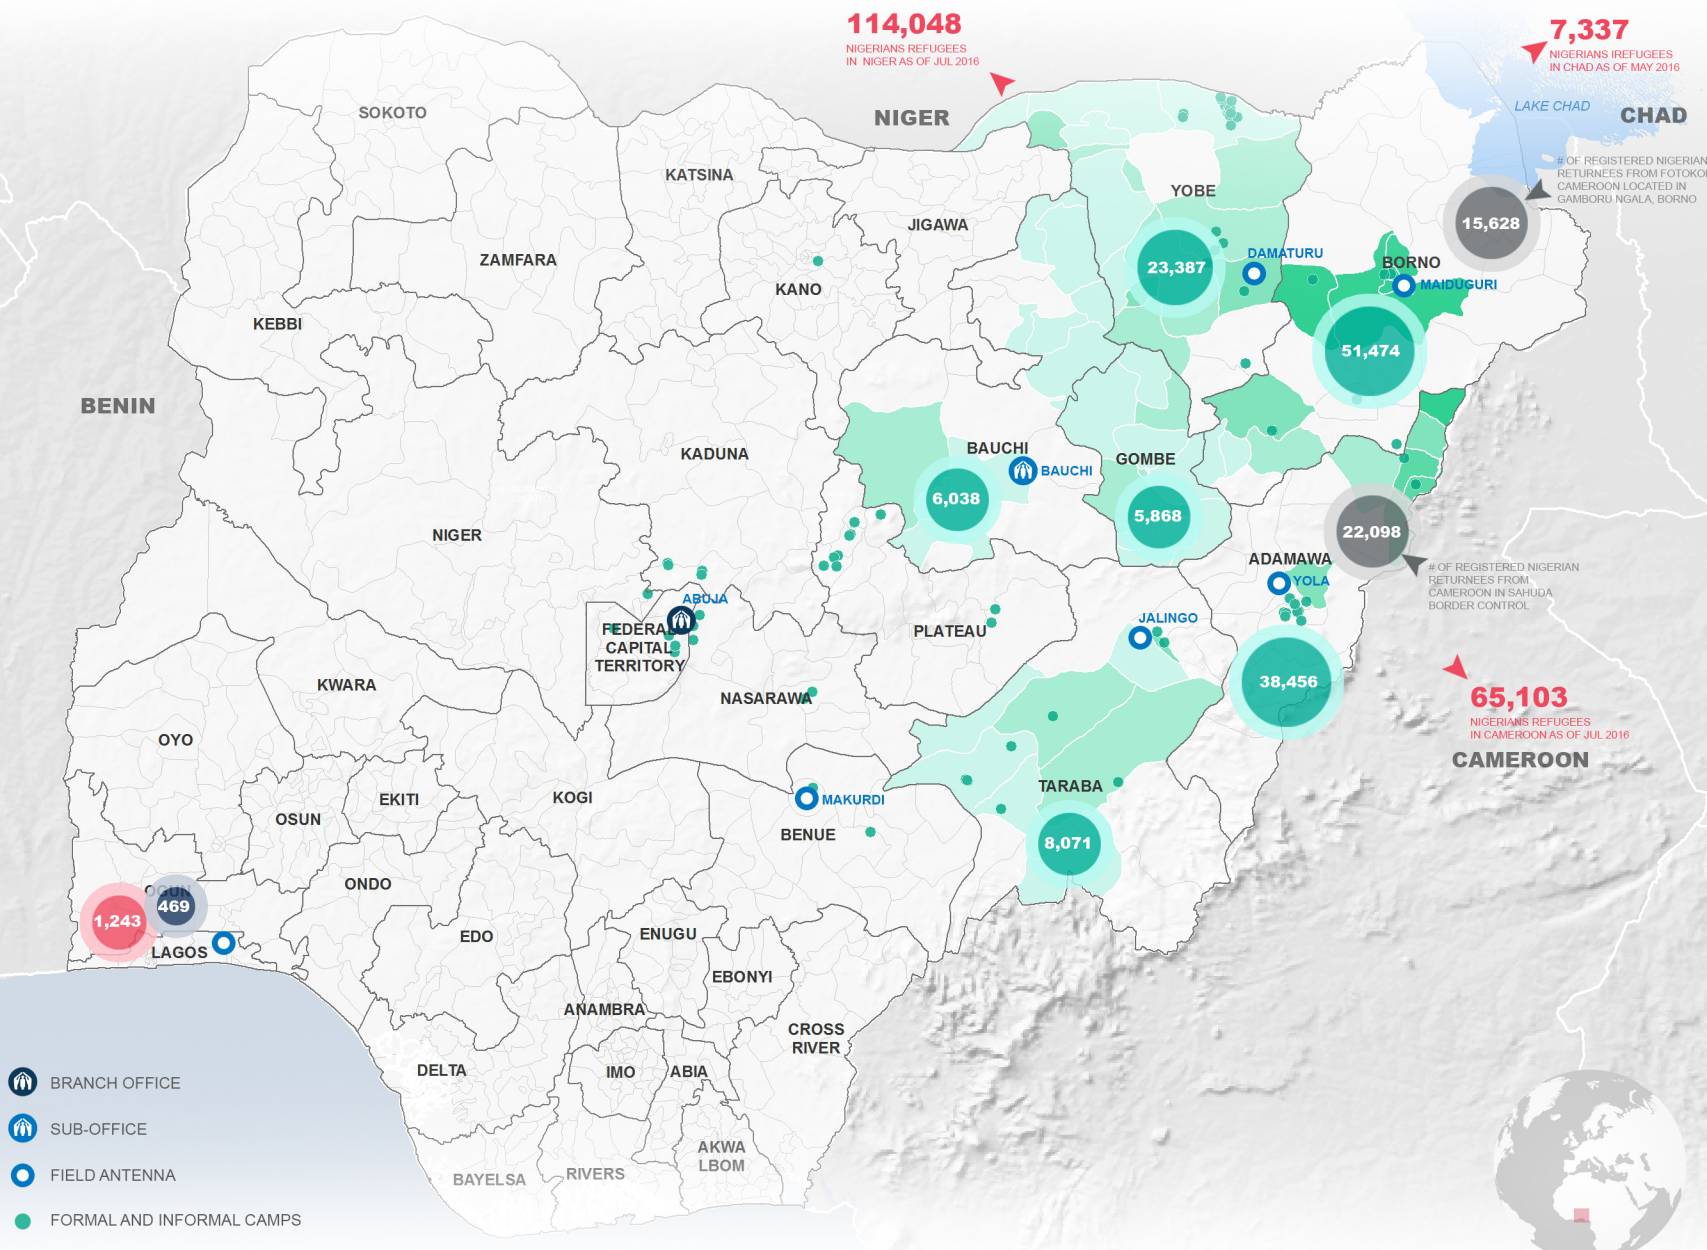 114,048
NIGERIANS REFUGEES
IN NIGER AS OF JUL 2016
7,337
NIGERIANS IREFUGEES
IN CHAD AS OF MAY 2016
LAKE CHAD
CHAD
NIGER
SOKOTO
KATSINA
# OF REGISTERED NIGERIAN
RETURNEES FROM FOTOKO
CAMEROON LOCATED IN
GAMBORU NGALA, BORNO
15,628
YOBE
JIGAWA
ZAMFARA
KANO
23,387
DAMATURU
BORNO
MAIDUGURI
KEBBI
51,474
BENIN
KADUNA
BAUCHI
BAUCHI
GOMBE
6,038
5,868
22,098
NIGER
ADAMAWA
YOLA
# OF REGISTERED NIGERIAN
RETURNEES FROM
CAMEROON IN SAHUDA
BORDER CONTROL
ABUJA
FEDERAL
CAPITAL
TERRITORY
PLATEAU
JALINGO
KWARA
NASARAWA
38,456
65,103
NIGERIANS REFUGEES
IN CAMEROON AS OF JUL 2016
CAMEROON
OYO
OSUN
EKITI
KOGI
MAKURDI
BENUE
TARABA
8,071
OGUN
1,243
469
LAGOS
ONDO
EDO
ENUGU
EBONYI
ANAMBRA
CROSS
RIVER
DELTA
IMO
ABIA
AKWA
LBOM
BAYELSA
RIVERS
BRANCH OFFICE
SUB-OFFICE
FIELD ANTENNA
FORMAL AND INFORMAL CAMPS